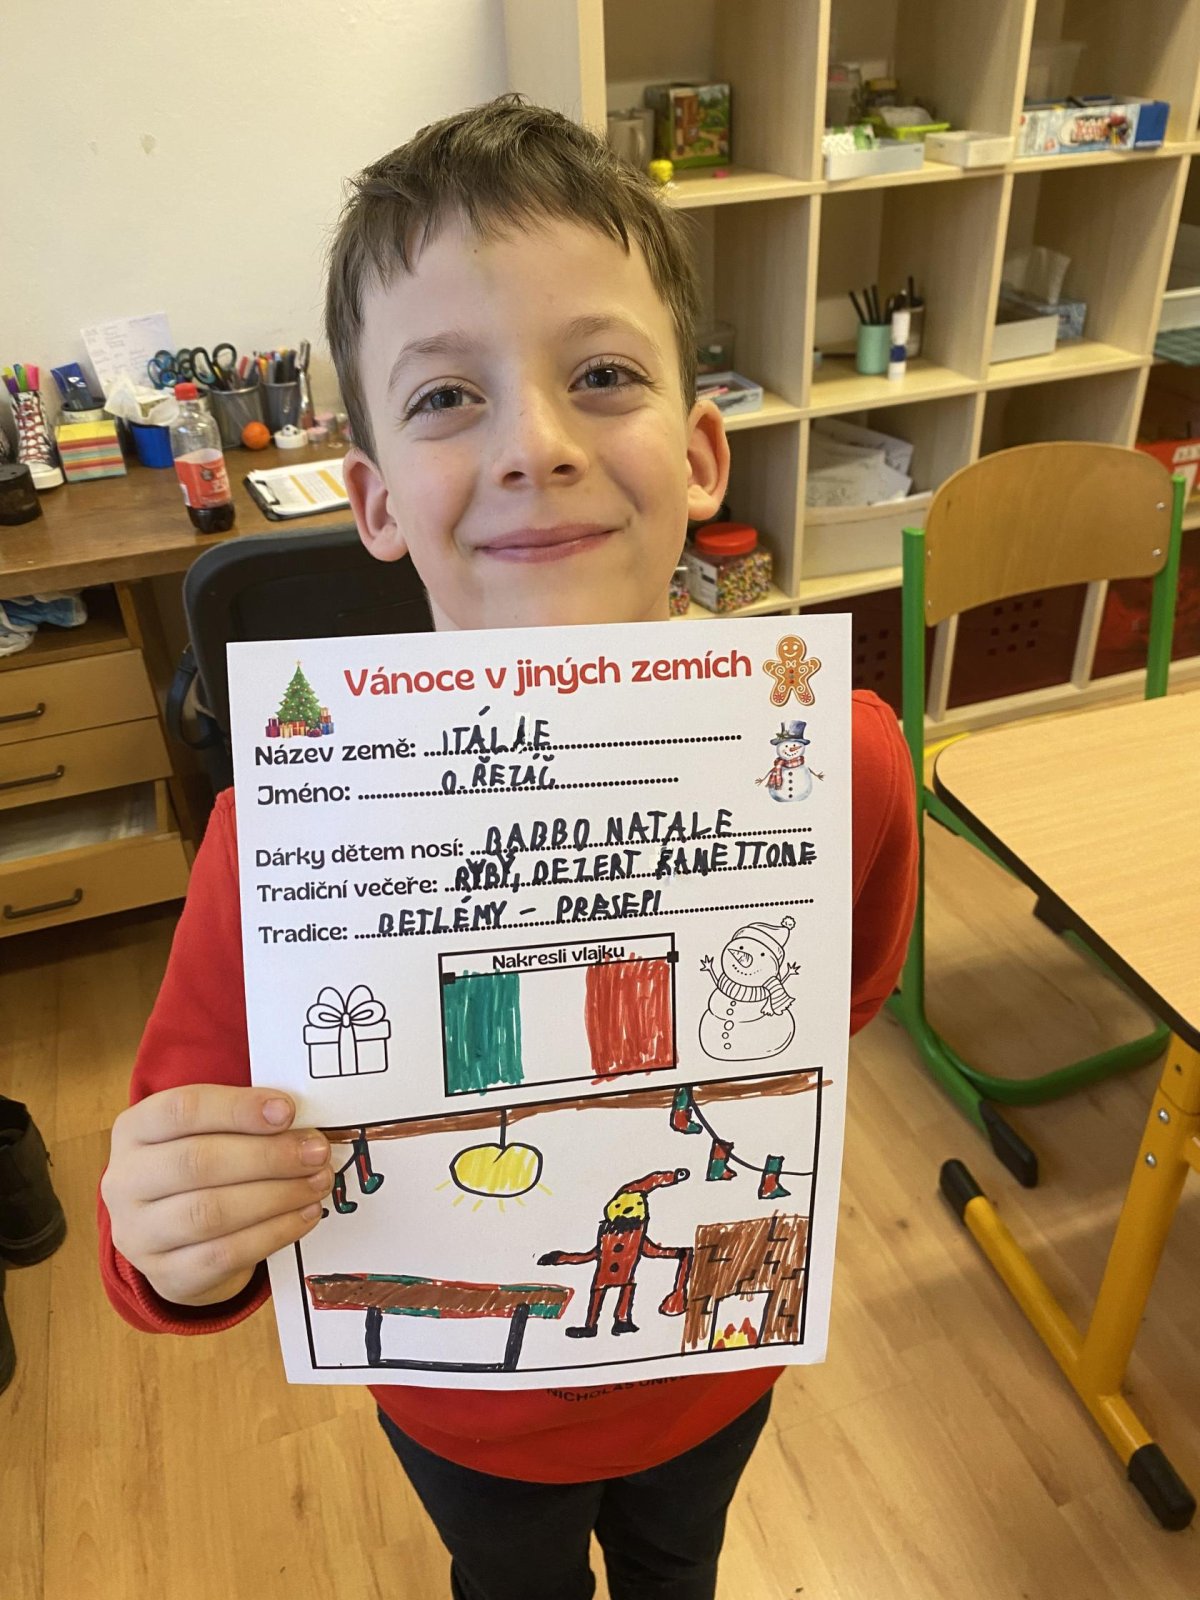 Vánoce v jiných zemích
Název země: ITÁLIE
Jméno: O. ŘEZÁČ
Dárky dětem nosí: BABBO NATALE
Tradiční večeře: RYBY, DEZERT PANETTONE
Tradice: BETLÉMY - PRESEPI
Nakresli vlajku
NICHOLAS